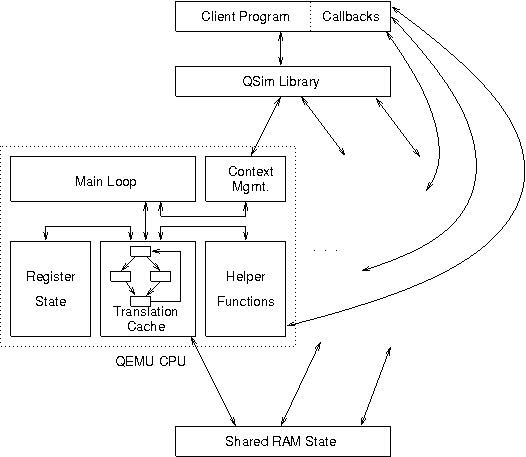 Client Program
Callbacks
QSim Library
Main Loop
Context
Mgmt.
Register
State
Translation
Cache
Helper
Functions
. . .
QEMU CPU
Shared RAM State